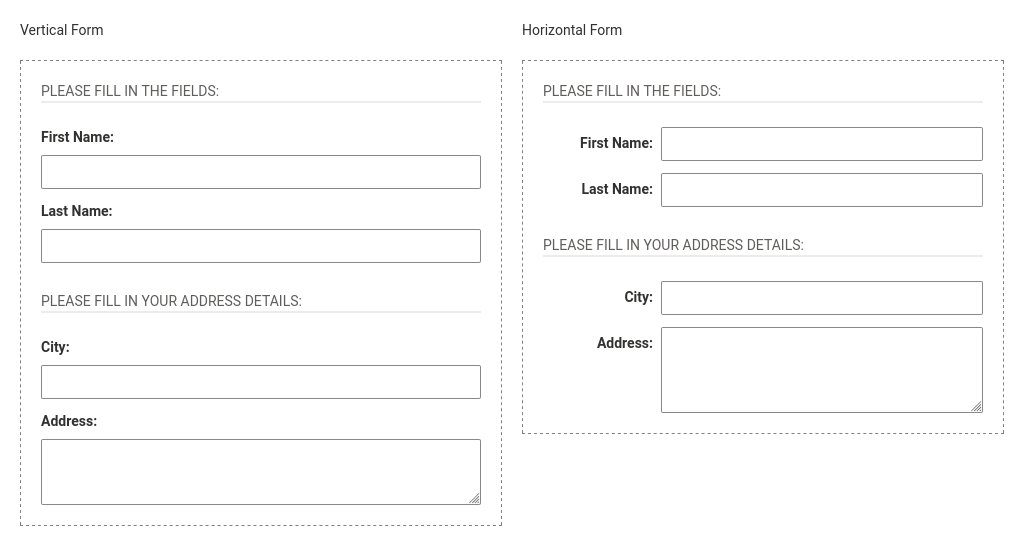 Vertical Form
PLEASE FILL IN THE FIELDS:
First Name:
Last Name:
PLEASE FILL IN YOUR ADDRESS DETAILS:
City:
Address:
Horizontal Form
PLEASE FILL IN THE FIELDS:
First Name:
Last Name:
PLEASE FILL IN YOUR ADDRESS DETAILS:
City:
Address: